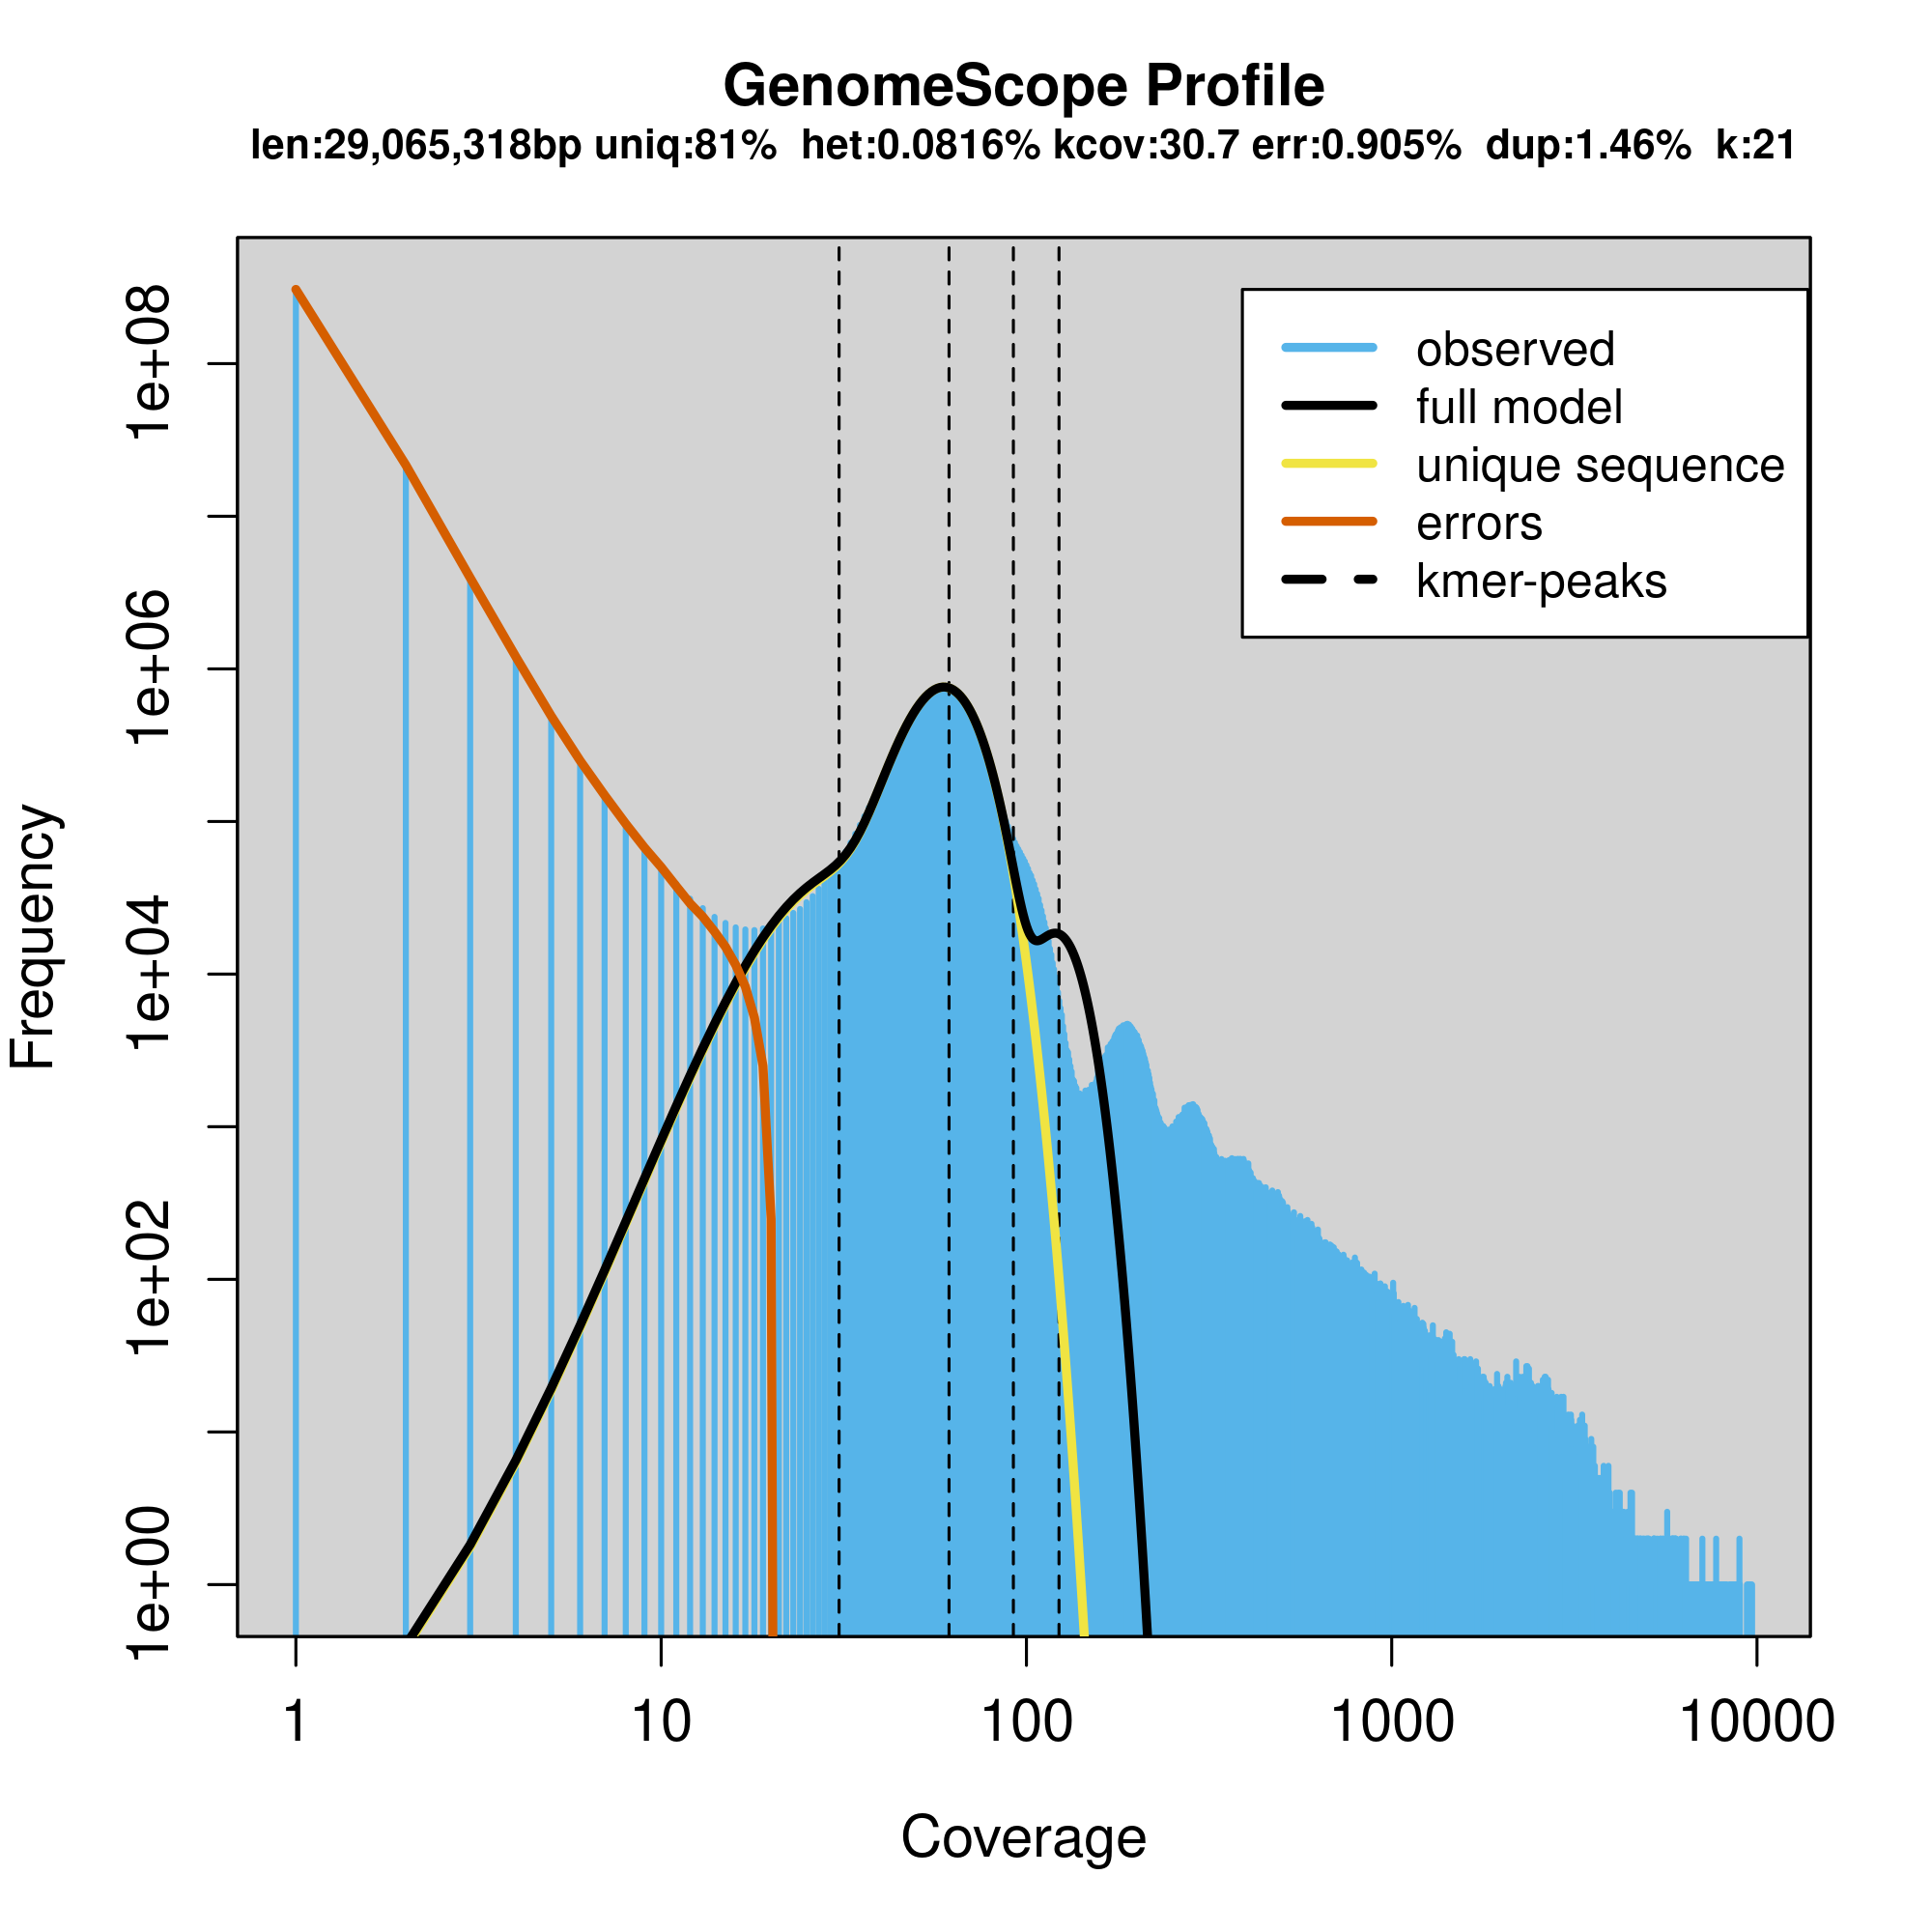 GenomeScope Profile
len:29,065,318bp uniq:81% het:0.0816% kcov:30.7 err:0.905% dup:1.46% k:21
observed
full model
unique sequence
errors
kmer-peaks
Frequency
1e+08
1e+06
1e+04
1e+02
1e+00
1 10 100 1000 10000
Coverage